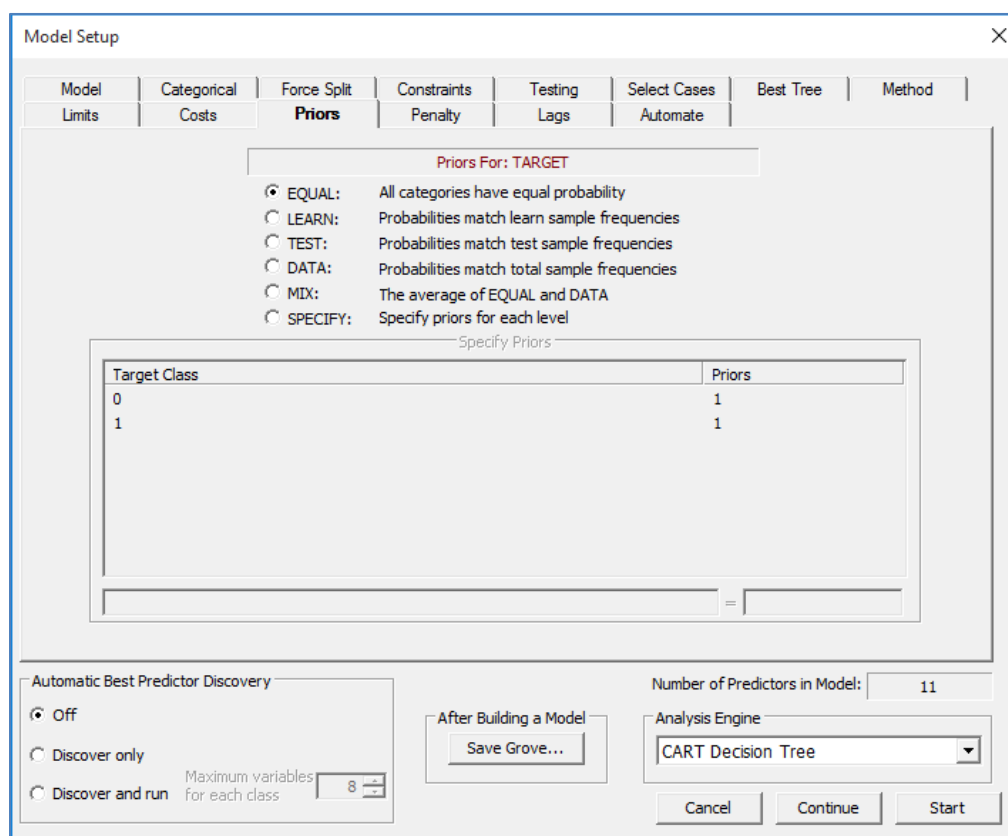 Model Setup
Model Categorical Force Split Constraints Testing Select Cases Best Tree Method
Limits Costs Priors Penalty Lags Automate
Priors For: TARGET
EQUAL: All categories have equal probability
LEARN: Probabilities match learn sample frequencies
TEST: Probabilities match test sample frequencies
DATA: Probabilities match total sample frequencies
MIX: The average of EQUAL and DATA
SPECIFY: Specify priors for each level
Specify Priors
Target Class Priors
0 1
1 1
=
Automatic Best Predictor Discovery
Off
Discover only
Discover and run
Maximum variables
for each class
8
After Building a Model
Save Grove...
Number of Predictors in Model: 11
Analysis Engine
CART Decision Tree
Cancel Continue Start